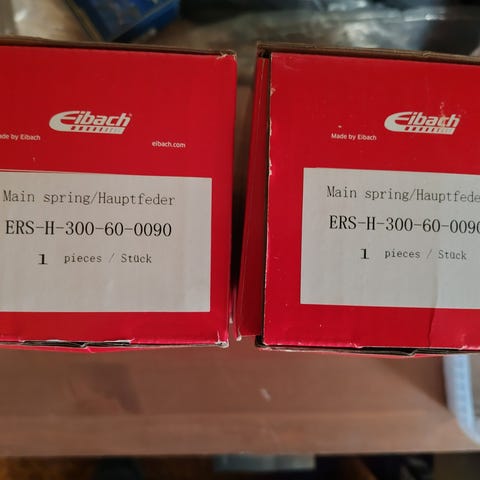 Eibach
Made by Eibach
eibach.com
Main spring/Hauptfeder
ERS-H-300-60-0090
1 pieces / Stück
Eibach
Made by Eibach
Main spring/Hauptfede
ERS-H-300-60-0090
1 pieces / Stück